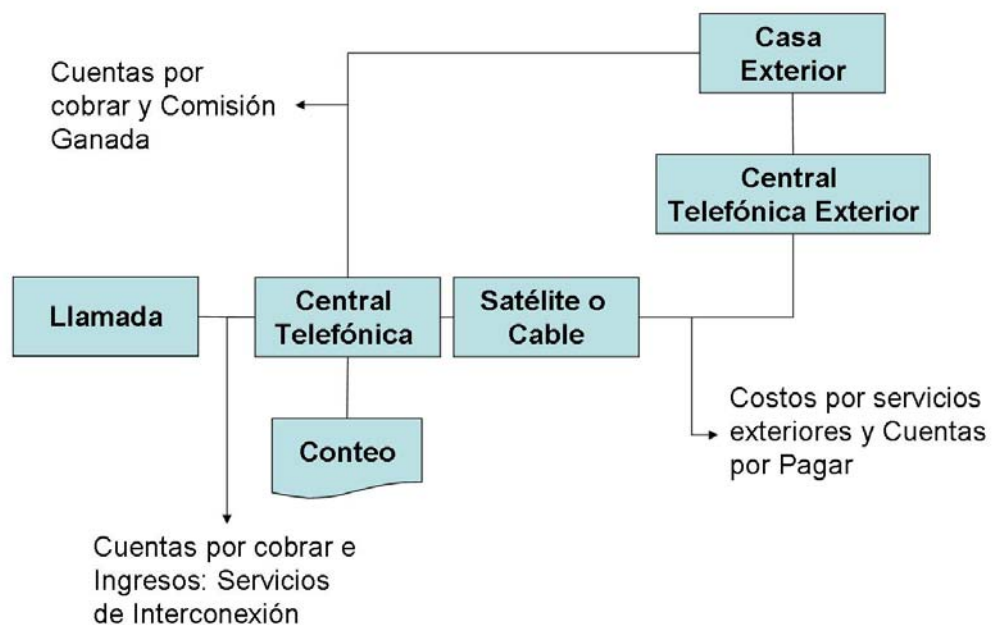 Casa
Exterior
Cuentas por
cobrar y Comisión
Ganada
Central
Telefónica Exterior
Llamada
Central
Telefónica
Satélite o
Cable
Conteo
Costos por servicios
exteriores y Cuentas
por Pagar
Cuentas por cobrar e
Ingresos: Servicios
de Interconexión